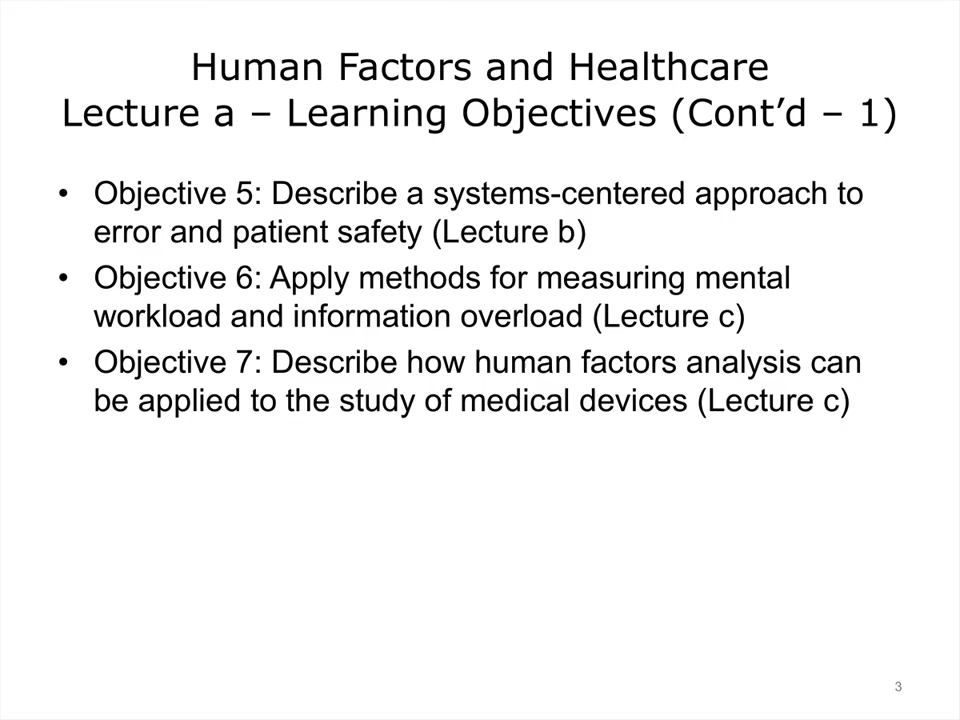 Human Factors and Healthcare
Lecture a – Learning Objectives (Cont’d – 1)
• Objective 5: Describe a systems-centered approach to
error and patient safety (Lecture b)
• Objective 6: Apply methods for measuring mental
workload and information overload (Lecture c)
• Objective 7: Describe how human factors analysis can
be applied to the study of medical devices (Lecture c)
3